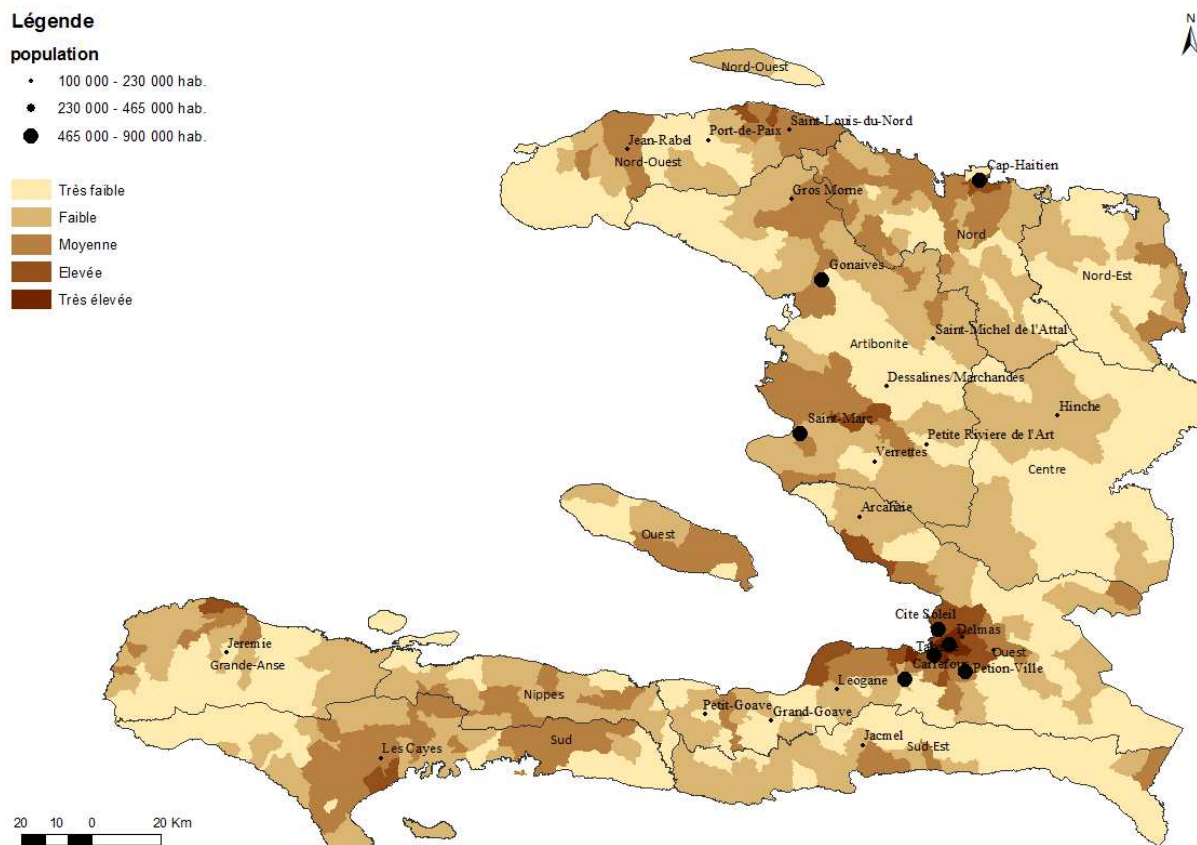 Légende
population
100 000 - 230 000 hab.
230 000 - 465 000 hab.
465 000 - 900 000 hab.
Très faible
Faible
Moyenne
Elevée
Très élevée
N
Nord-Ouest
Saint-Louis-du-Nord
Port-de-Paix
Jean-Rabel
Nord-Ouest
Cap-Haitien
Gros Morne
Nord
Gonaives
Nord-Est
Saint-Michel de l'Attal
Artibonite
Dessalines/Marchandes
Hinche
Saint-Marc
Petite Riviere de l'Art
Verrettes
Centre
Arcahaie
Ouest
Cite Soleil
Delmas
Jeremie
Ouest
Grande-Anse
Carrefour
Petion-Ville
Leogane
Nippes
Petit-Goave
Grand-Goave
Sud
Jacmel
Sud-Est
Les Cayes
20 10 0 20 Km